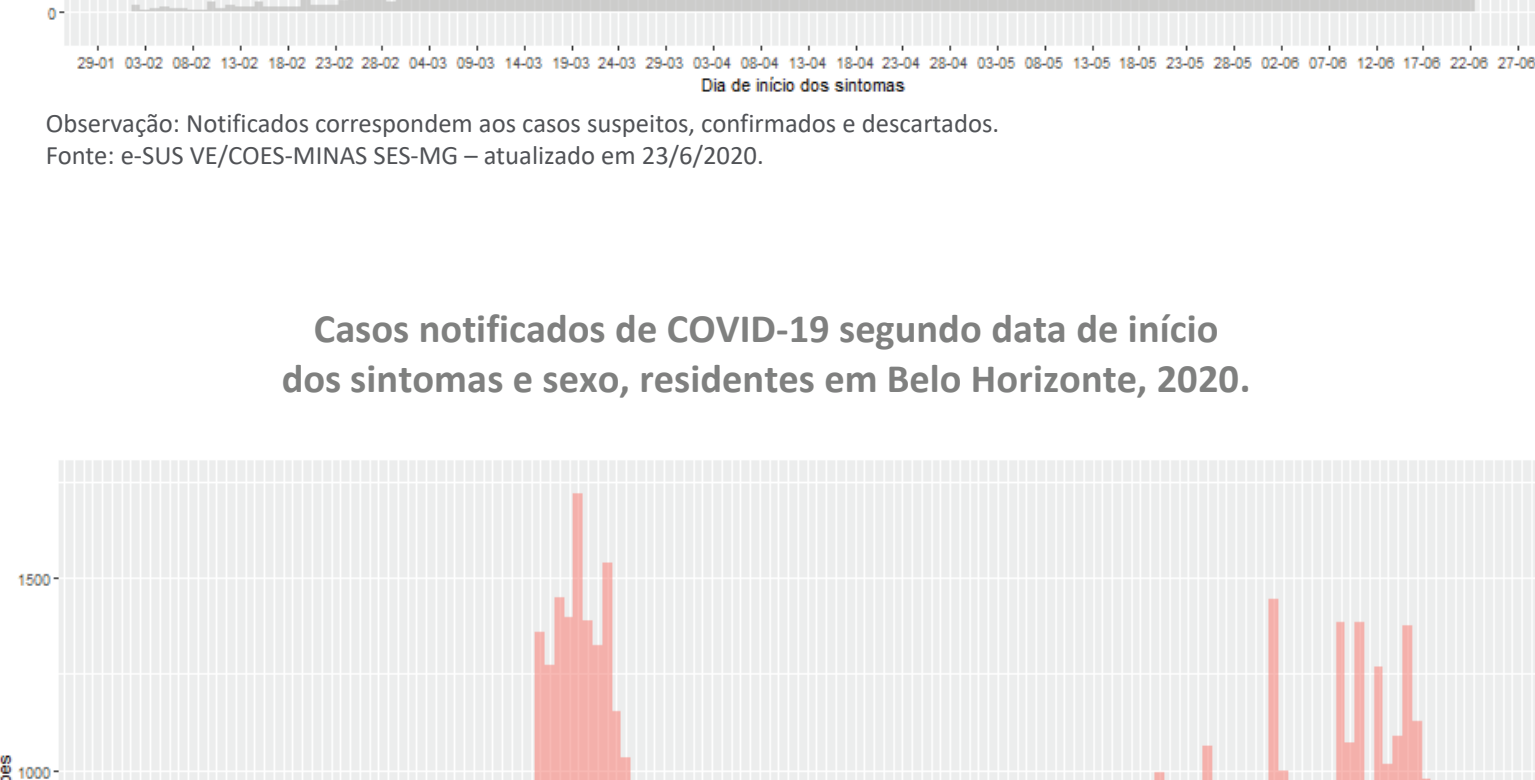 0
29-01 03-02 08-02 13-02 18-02 23-02 28-02 04-03 09-03 14-03 19-03 24-03 29-03 03-04 08-04 13-04 18-04 23-04 28-04 03-05 08-05 13-05 18-05 23-05 28-05 02-06 07-06 12-06 17-06 22-06 27-06
Dia de início dos sintomas
Observação: Notificados correspondem aos casos suspeitos, confirmados e descartados.
Fonte: e-SUS VE/COES-MINAS SES-MG – atualizado em 23/6/2020.
Casos notificados de COVID-19 segundo data de início
dos sintomas e sexo, residentes em Belo Horizonte, 2020.
1500
1000